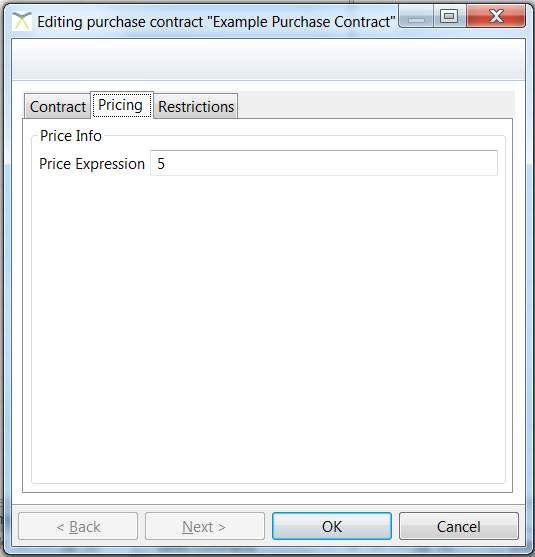 Editing purchase contract "Example Purchase Contract"
Contract Pricing Restrictions
Price Info
Price Expression 5
< Back Next > OK Cancel